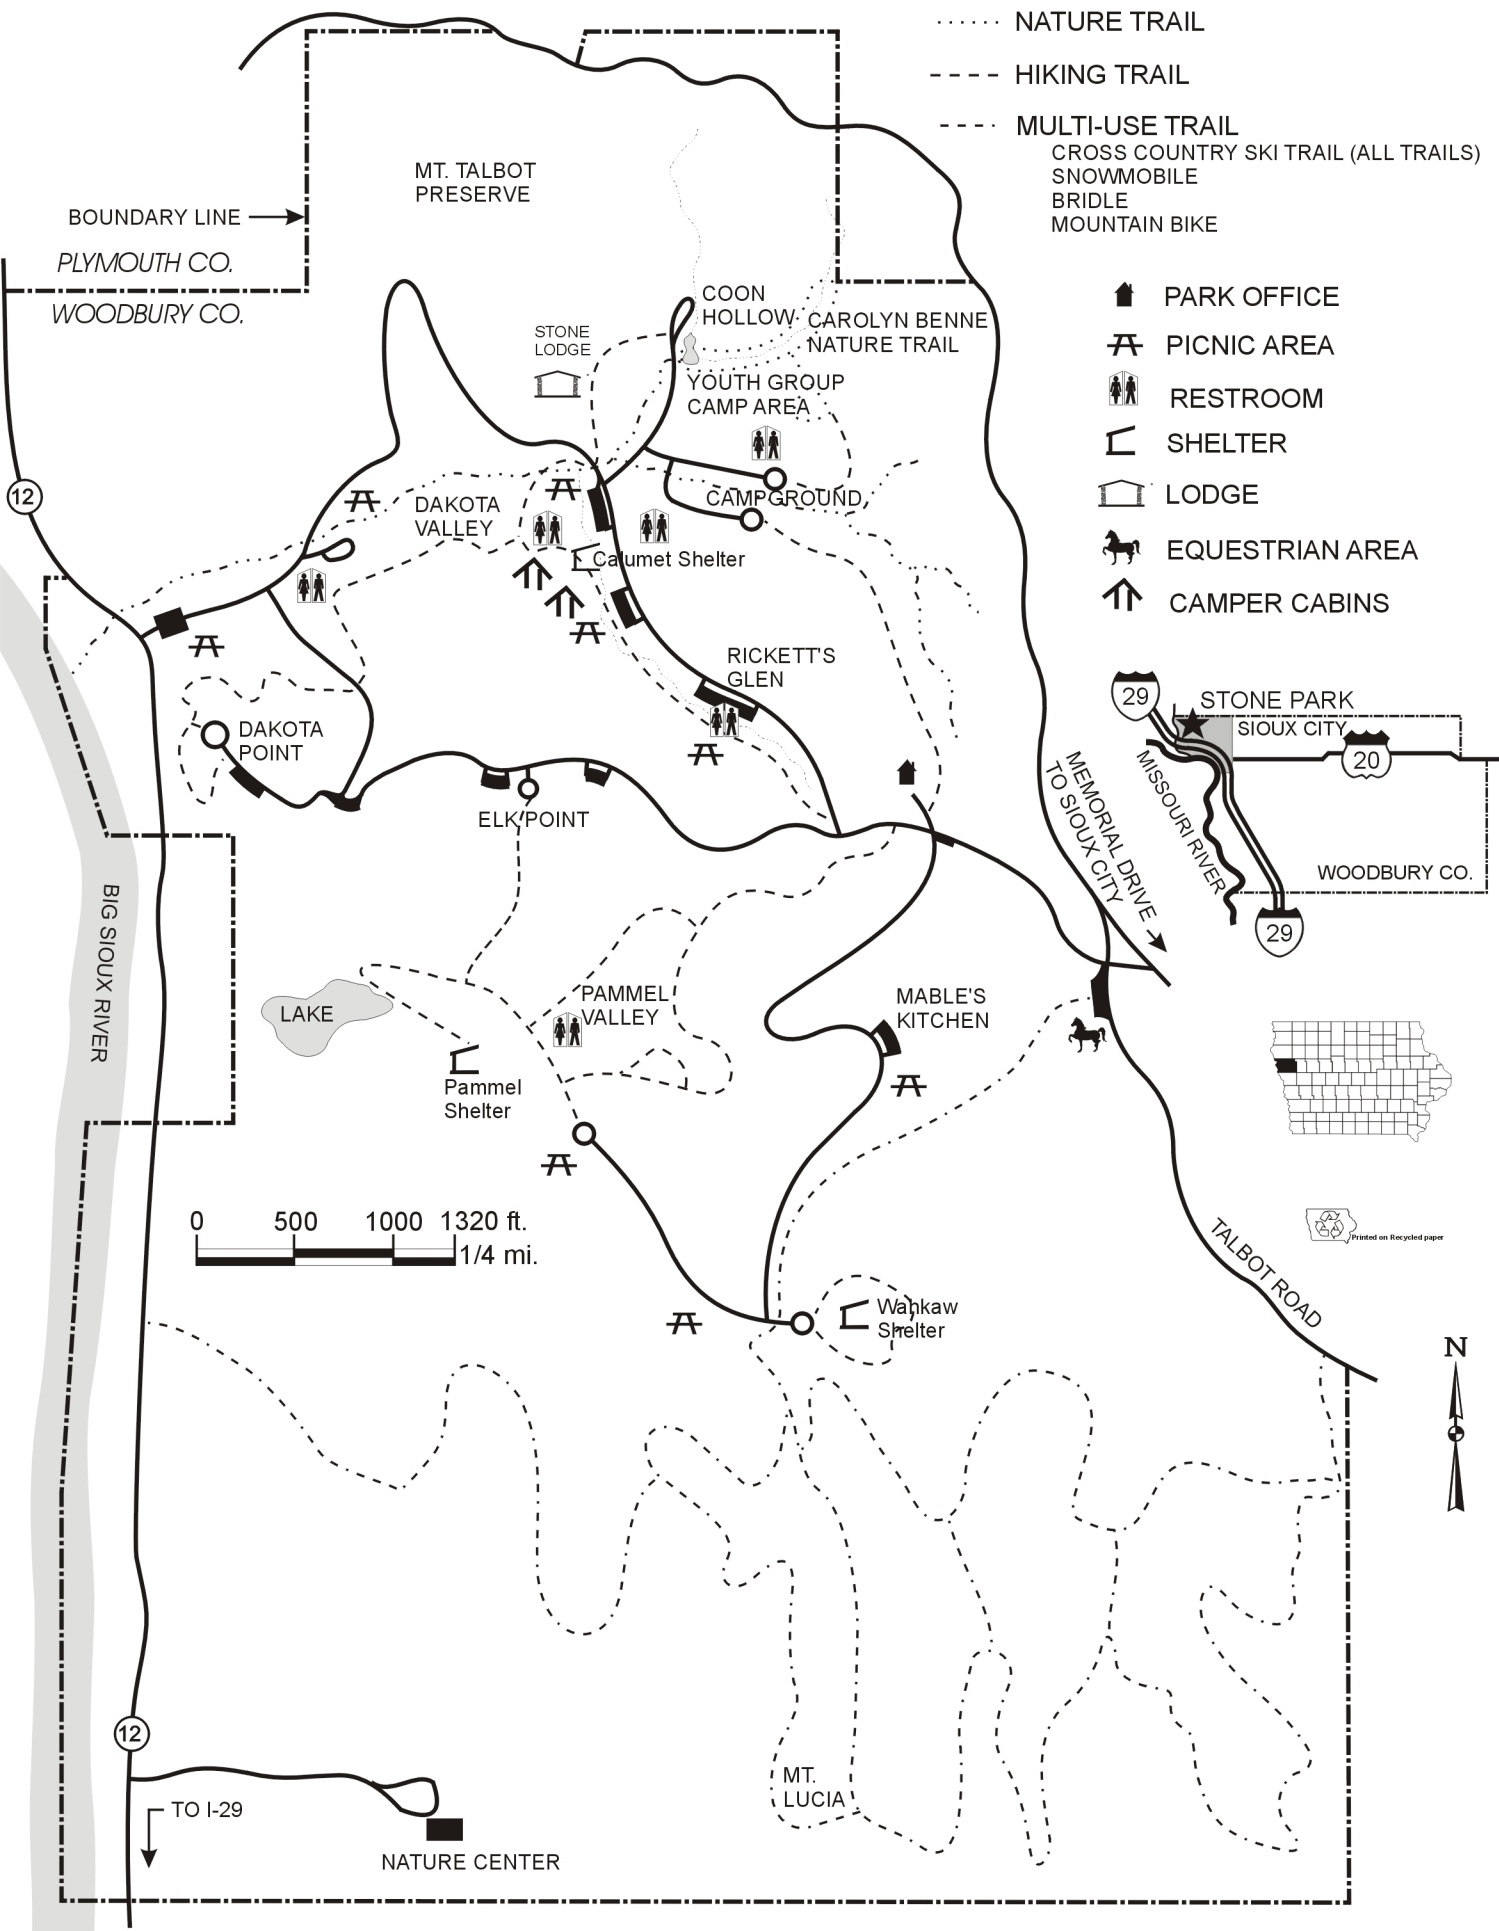 NATURE TRAIL
HIKING TRAIL
MULTI-USE TRAIL
CROSS COUNTRY SKI TRAIL (ALL TRAILS)
SNOWMOBILE
BRIDLE
MOUNTAIN BIKE
MT. TALBOT
PRESERVE
BOUNDARY LINE
PLYMOUTH CO.
WOODBURY CO.
COON
HOLLOW
CAROLYN BENNE
NATURE TRAIL
STONE
LODGE
YOUTH GROUP
CAMP AREA
PARK OFFICE
PICNIC AREA
RESTROOM
SHELTER
LODGE
EQUESTRIAN AREA
CAMPER CABINS
12
DAKOTA
VALLEY
CAMPGROUND
Calumet Shelter
RICKETT'S
GLEN
DAKOTA
POINT
ELK POINT
29
STONE PARK
SIOUX CITY
20
MISSOURI RIVER
WOODBURY CO.
29
MEMORIAL DRIVE
TO SIOUX CITY
BIG SIOUX RIVER
LAKE
PAMMEL
VALLEY
MABLE'S
KITCHEN
Pammel
Shelter
0 500 1000 1320 ft.
1/4 mi.
Printed on Recycled paper
TALBOT ROAD
Wahkaw
Shelter
N
12
MT.
LUCIA
TO I-29
NATURE CENTER